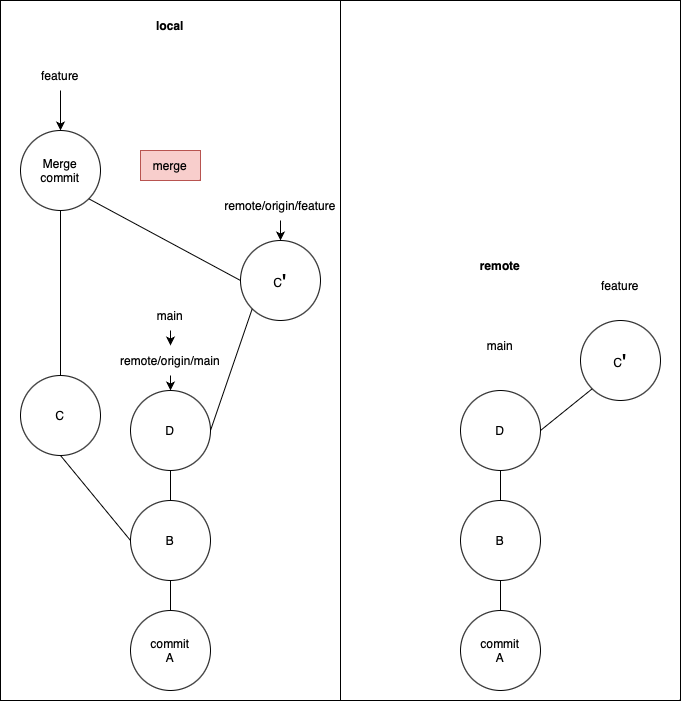 local
feature
Merge
commit
merge
remote/origin/feature
C'
main
remote/origin/main
C
D
B
commit
A
remote
feature
main
C'
D
B
commit
A